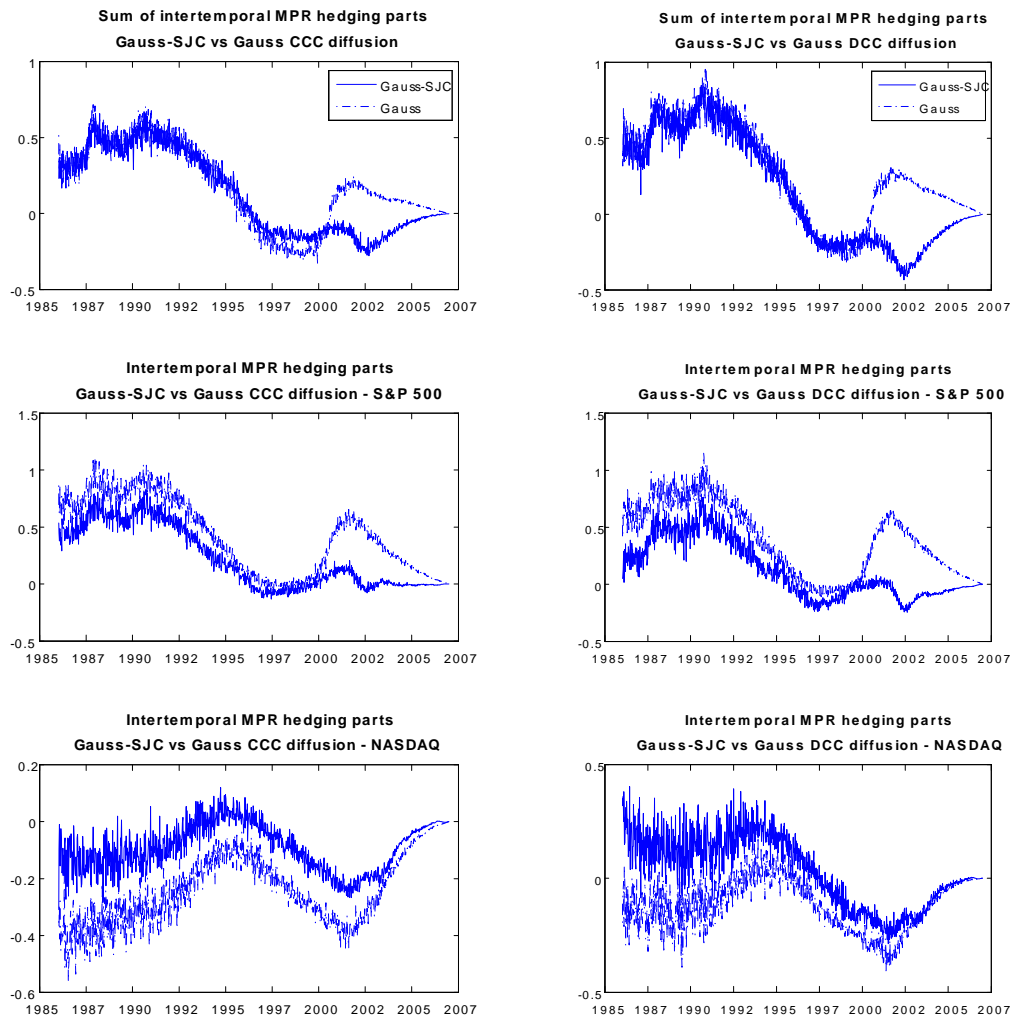 Sum of intertemporal MPR hedging parts
Gauss-SJC vs Gauss CCC diffusion
Gauss-SJC
Gauss
1
0.5
0
-0.5
1985 1987 1990 1992 1995 1997 2000 2002 2005 2007
Sum of intertemporal MPR hedging parts
Gauss-SJC vs Gauss DCC diffusion
Gauss-SJC
Gauss
1
0.5
0
-0.5
1985 1987 1990 1992 1995 1997 2000 2002 2005 2007
Intertemporal MPR hedging parts
Gauss-SJC vs Gauss CCC diffusion - S&P 500
1.5
1
0.5
0
-0.5
1985 1987 1990 1992 1995 1997 2000 2002 2005 2007
Intertemporal MPR hedging parts
Gauss-SJC vs Gauss DCC diffusion - S&P 500
1.5
1
0.5
0
-0.5
1985 1987 1990 1992 1995 1997 2000 2002 2005 2007
Intertemporal MPR hedging parts
Gauss-SJC vs Gauss CCC diffusion - NASDAQ
0.2
0
-0.2
-0.4
-0.6
1985 1987 1990 1992 1995 1997 2000 2002 2005 2007
Intertemporal MPR hedging parts
Gauss-SJC vs Gauss DCC diffusion - NASDAQ
0.5
0
-0.5
1985 1987 1990 1992 1995 1997 2000 2002 2005 2007